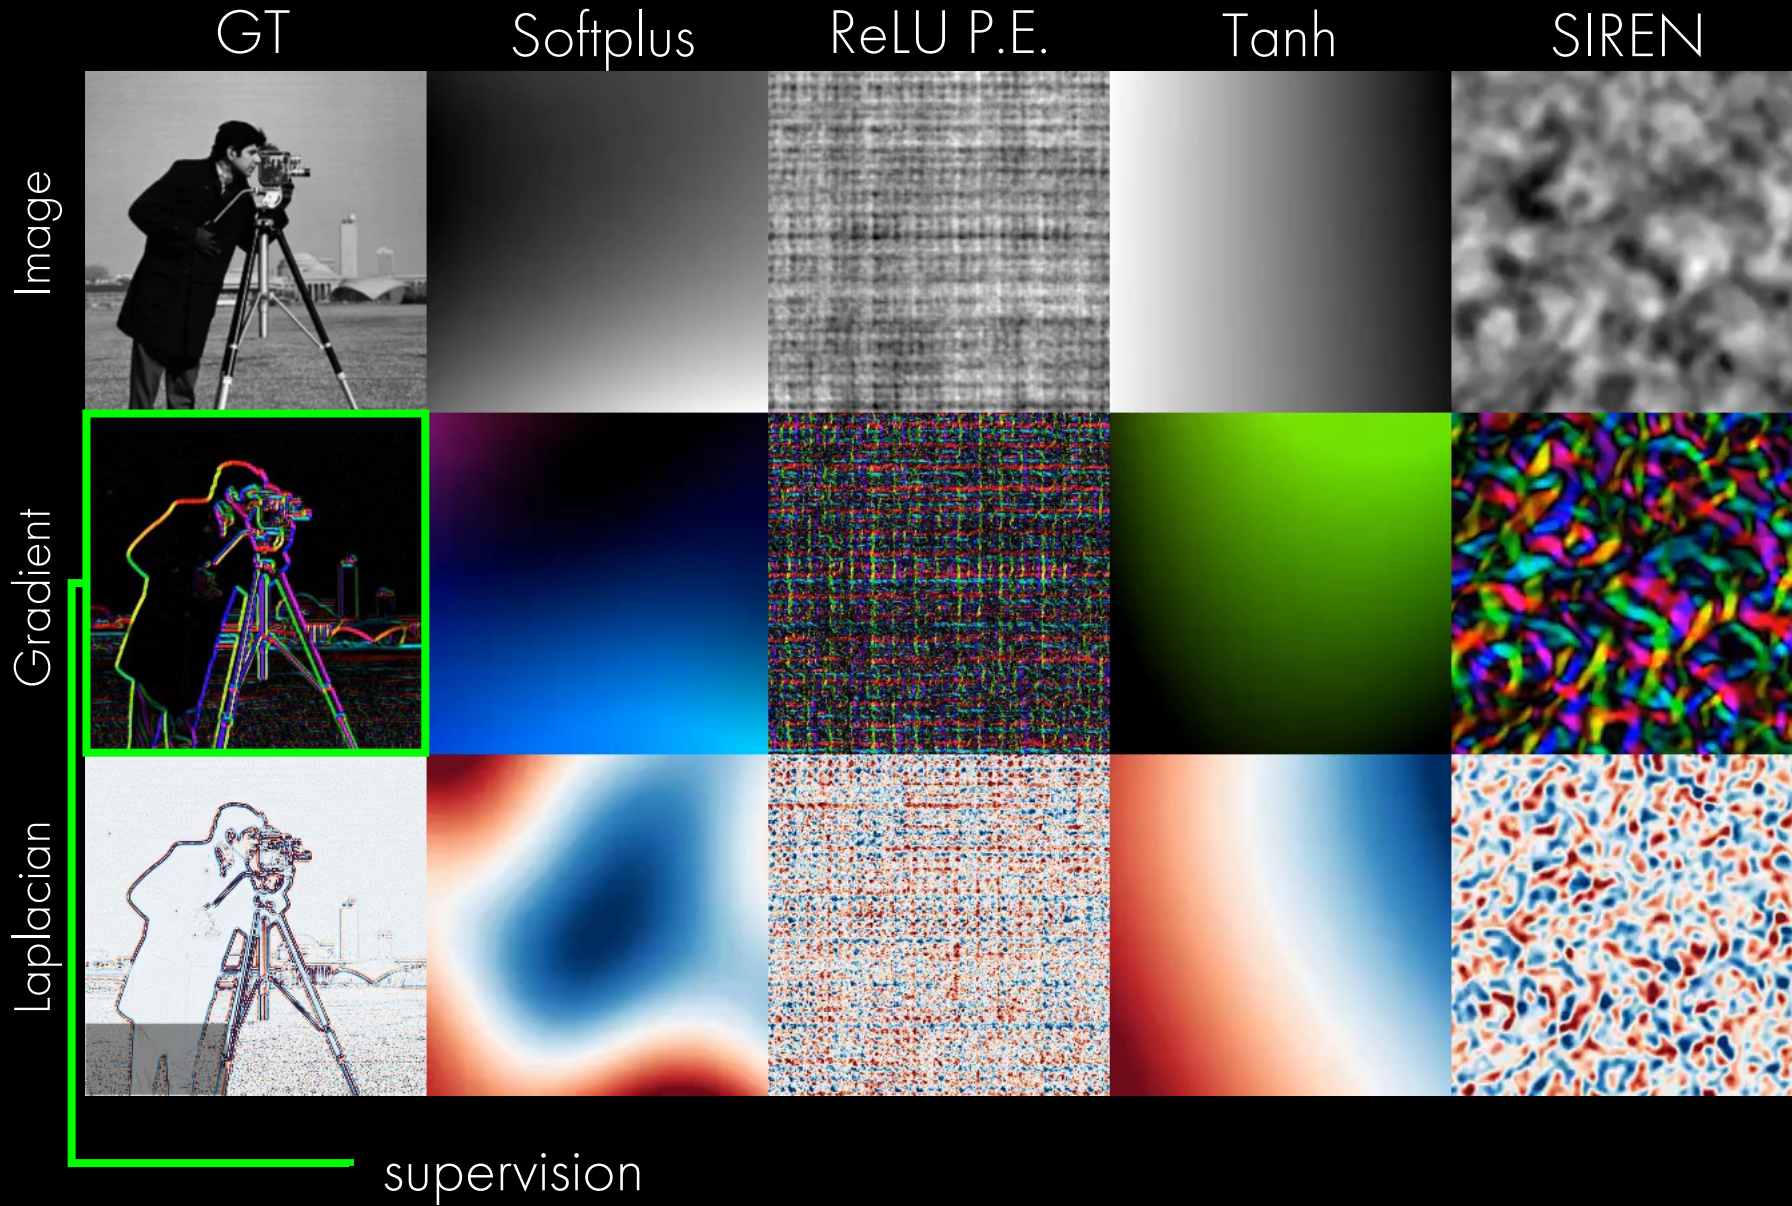 GT Softplus ReLU P.E. Tanh SIREN
Image
Gradient
Laplacian
supervision